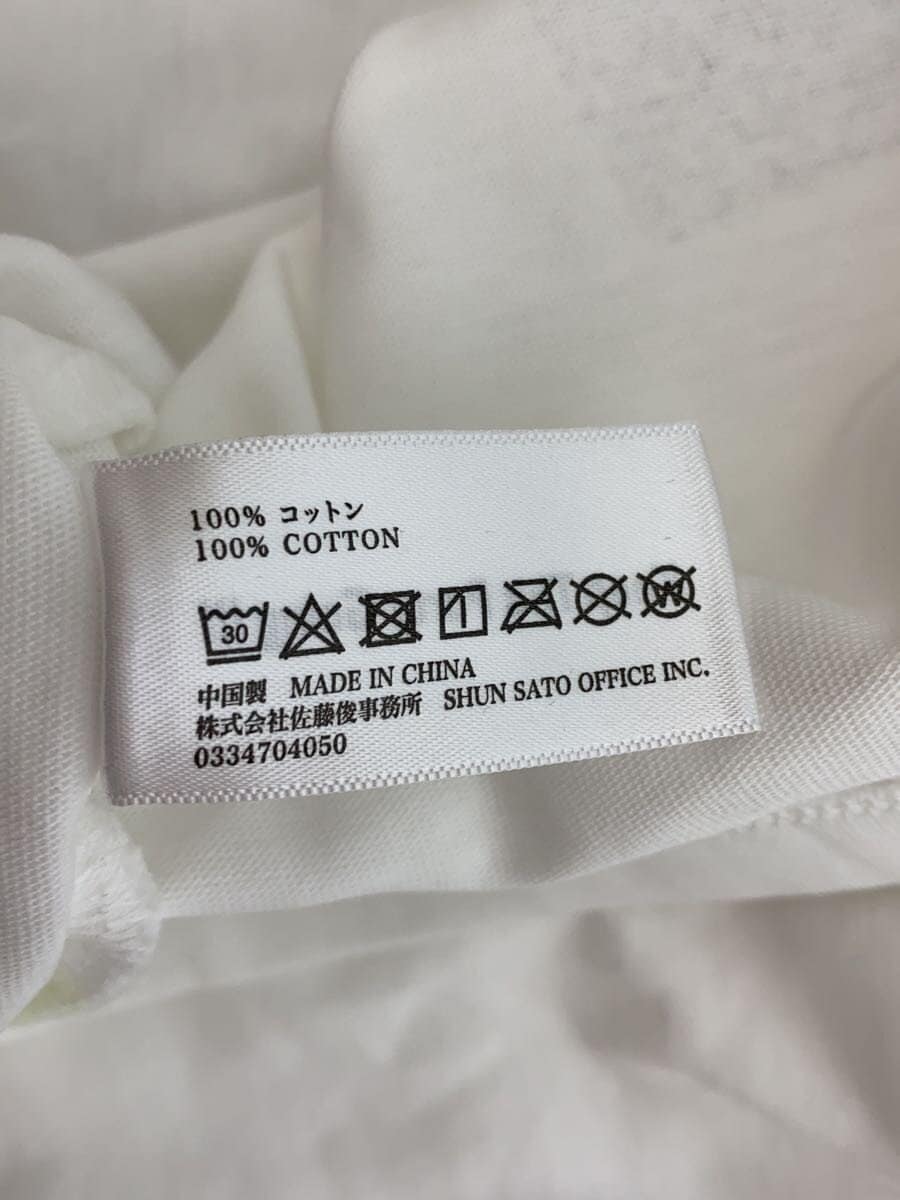 100% コットン
100% COTTON
30 W
中国製 MADE IN CHINA
株式会社佐藤俊事務所 SHUN SATO OFFICE INC.
0334704050